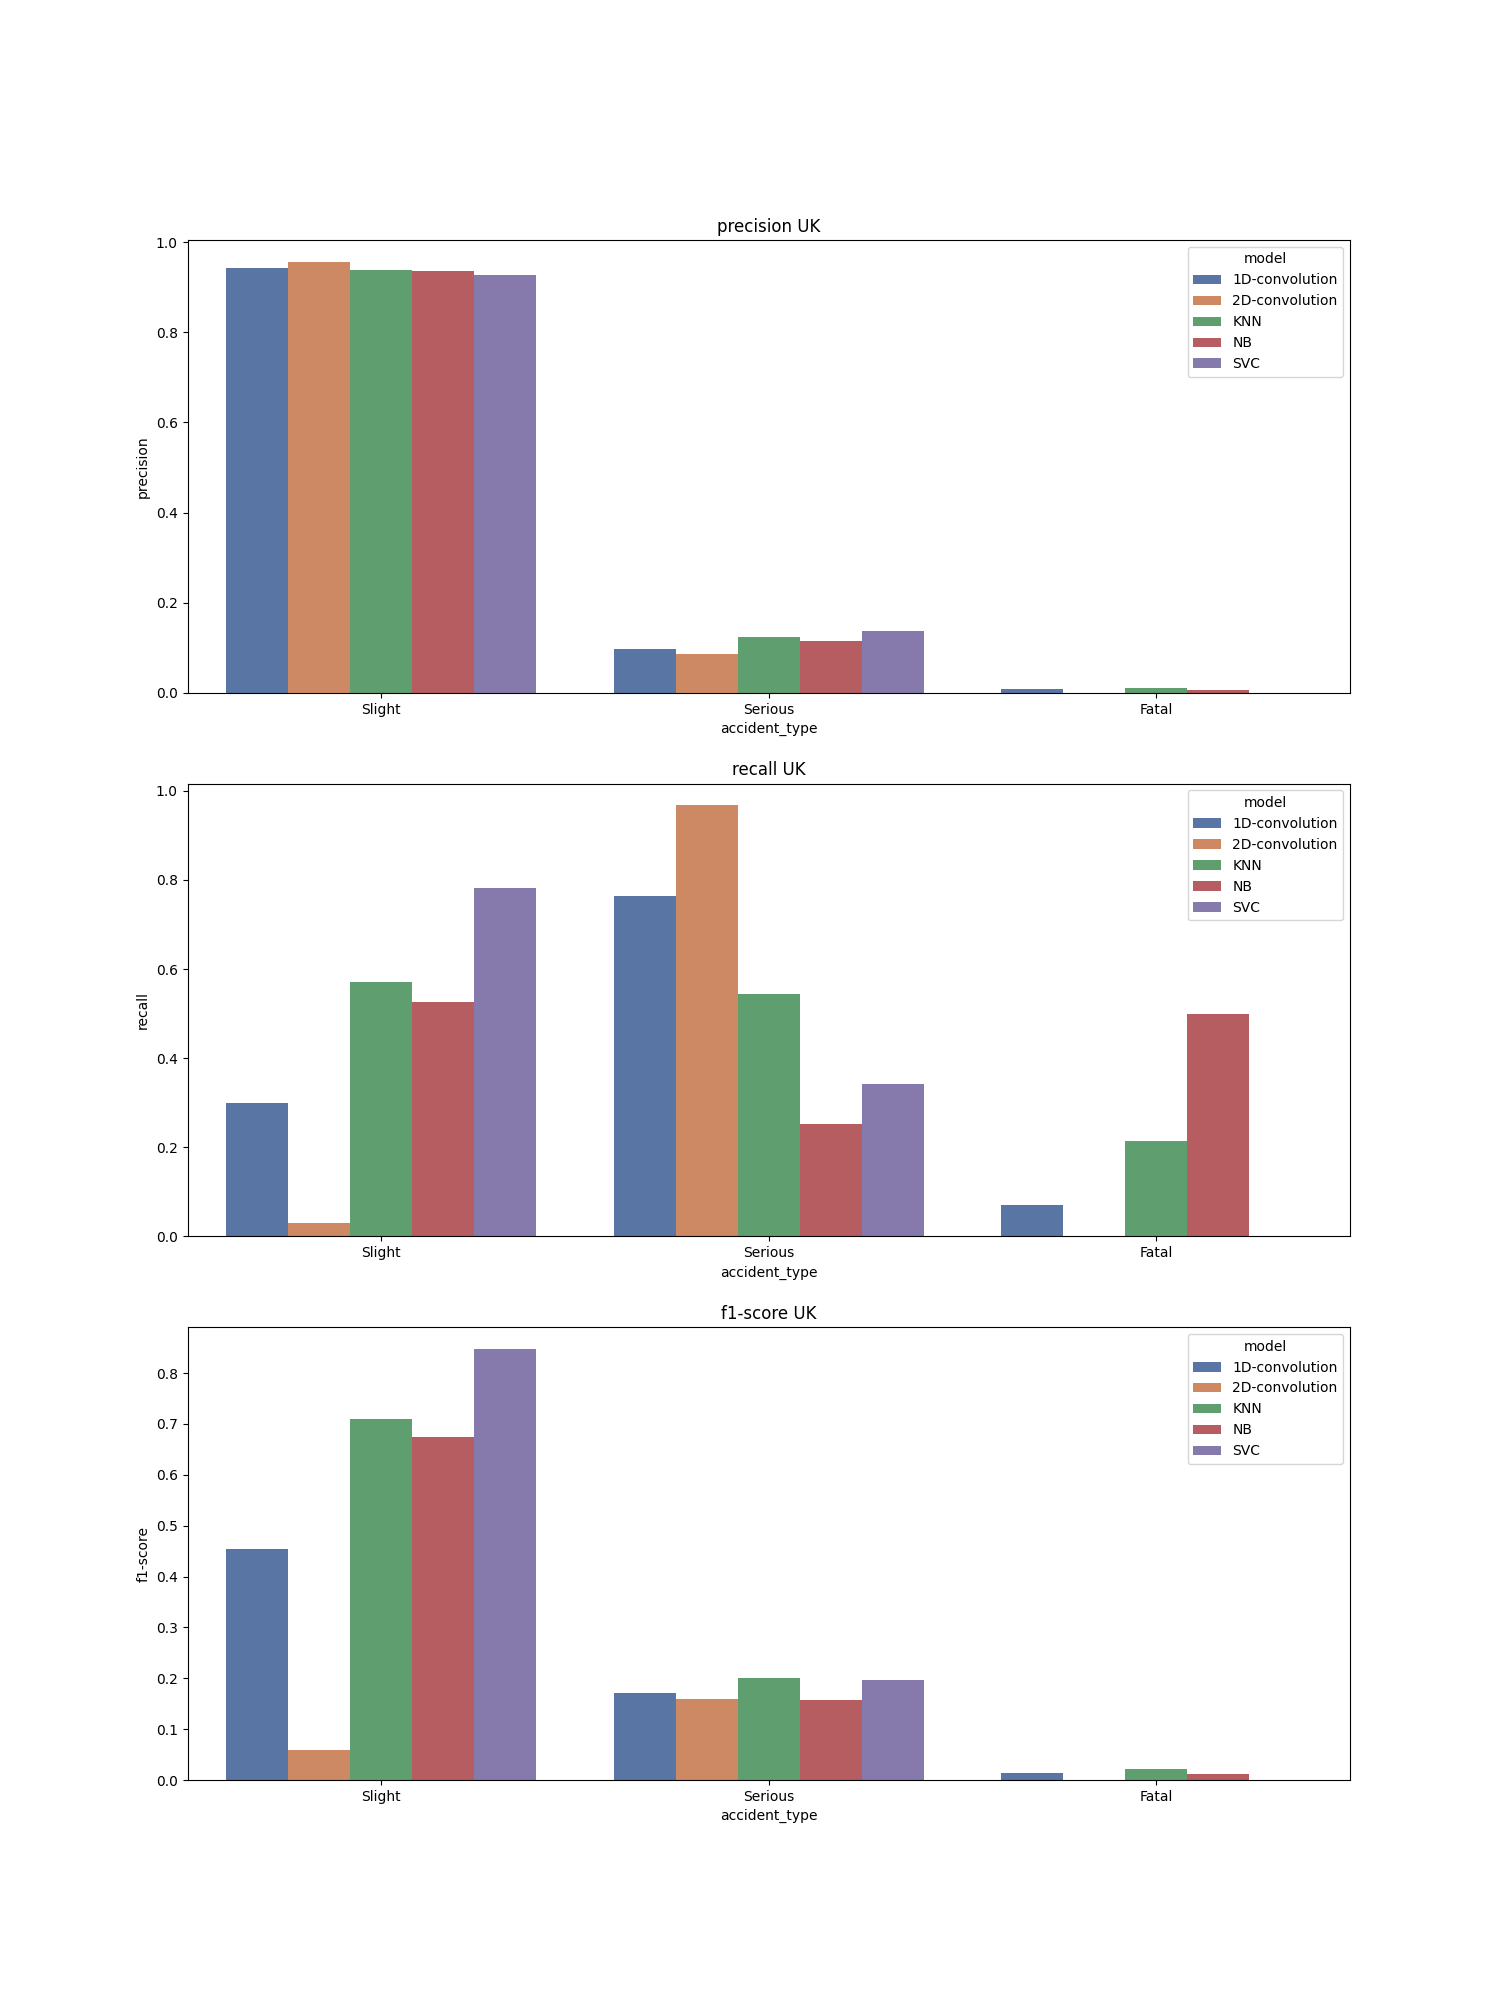 precision UK
1.0
0.8
0.6
0.4
0.2
0.0
precision
model
1D-convolution
2D-convolution
KNN
NB
SVC
Slight Serious Fatal
accident_type
recall UK
1.0
0.8
0.6
0.4
0.2
0.0
recall
model
1D-convolution
2D-convolution
KNN
NB
SVC
Slight Serious Fatal
accident_type
f1-score UK
0.8
0.7
0.6
0.5
0.4
0.3
0.2
0.1
0.0
f1-score
model
1D-convolution
2D-convolution
KNN
NB
SVC
Slight Serious Fatal
accident_type